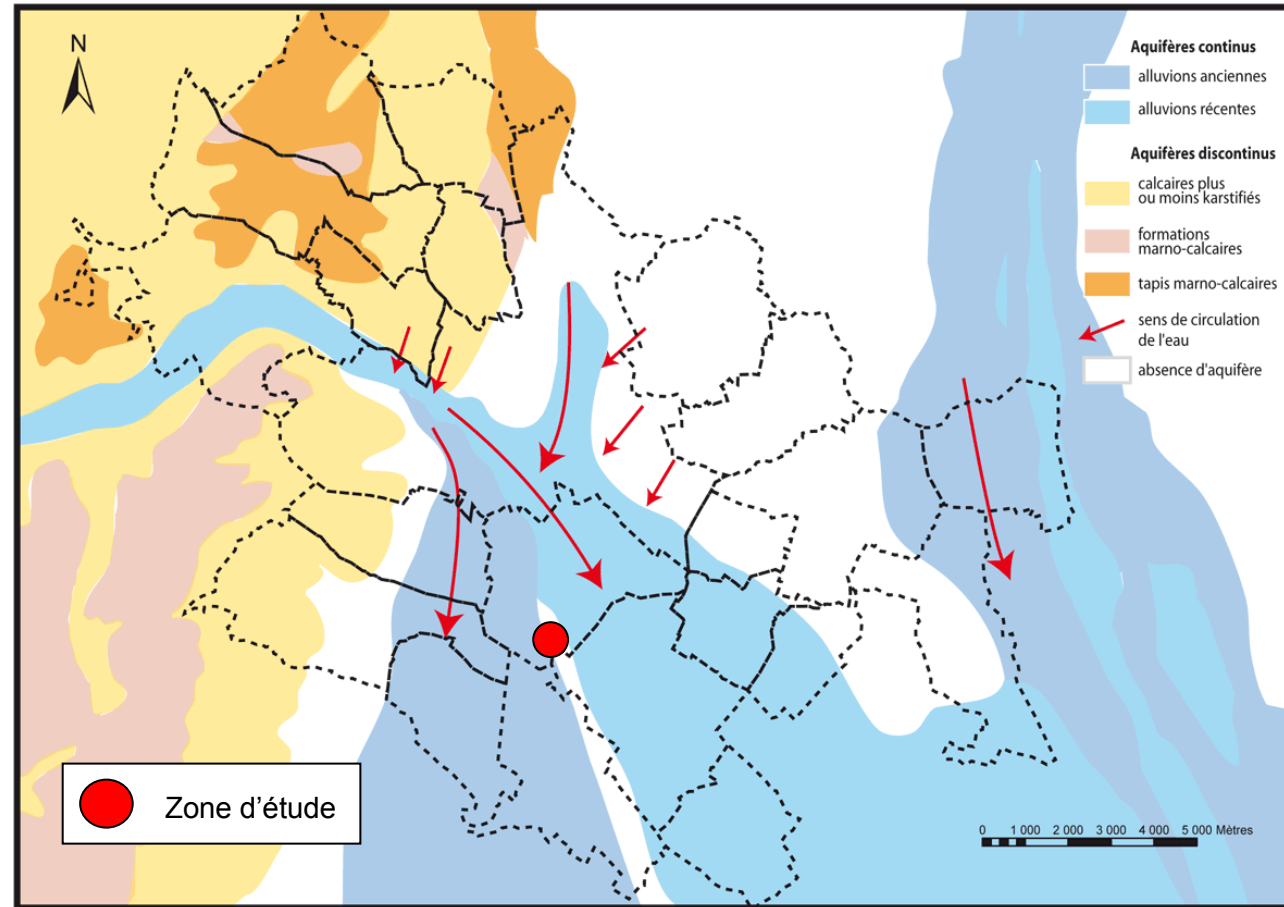 N
Aquifères continus
alluvions anciennes
alluvions récentes
Aquifères discontinus
calcaires plus
ou moins karstifiés
formations
marno-calcaires
tapis marno-calcaires
sens de circulation
de l'eau
absence d'aquifère
Zone d'étude
0 1 000 2 000 3 000 4 000 5 000 Mètres